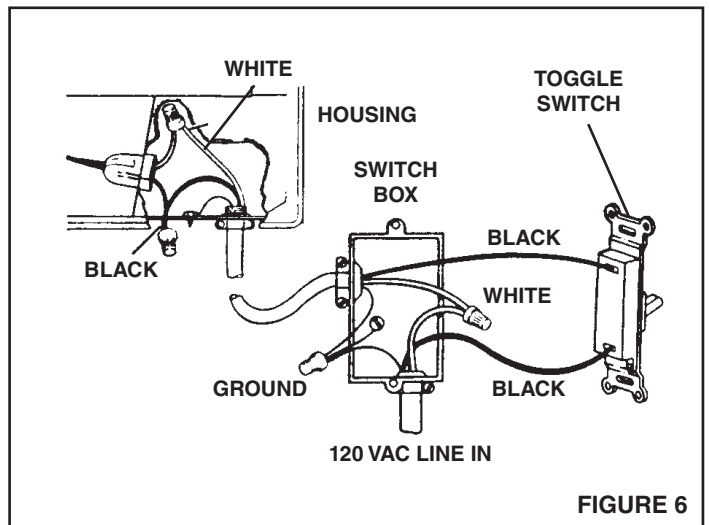 WHITE
TOGGLE
SWITCH
HOUSING
SWITCH
BOX
BLACK
BLACK
WHITE
GROUND
BLACK
120 VAC LINE IN
FIGURE 6